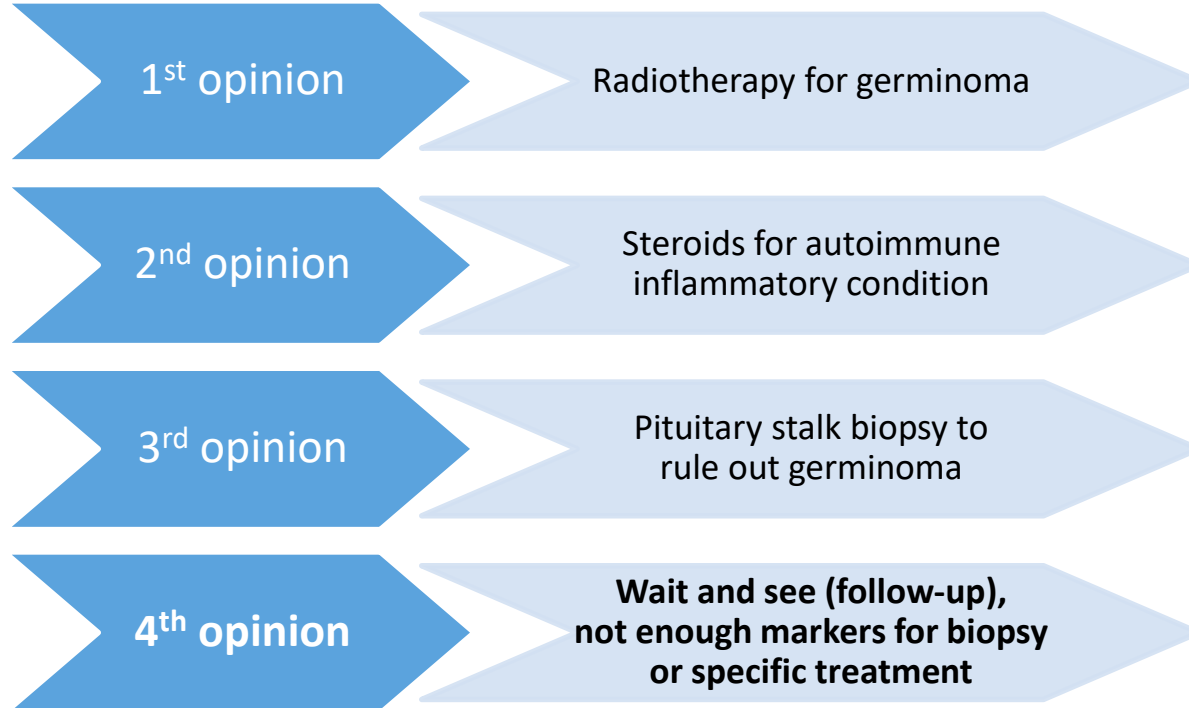 1st opinion
Radiotherapy for germinoma
2nd opinion
Steroids for autoimmune
inflammatory condition
3rd opinion
Pituitary stalk biopsy to
rule out germinoma
4th opinion
Wait and see (follow-up),
not enough markers for biopsy
or specific treatment